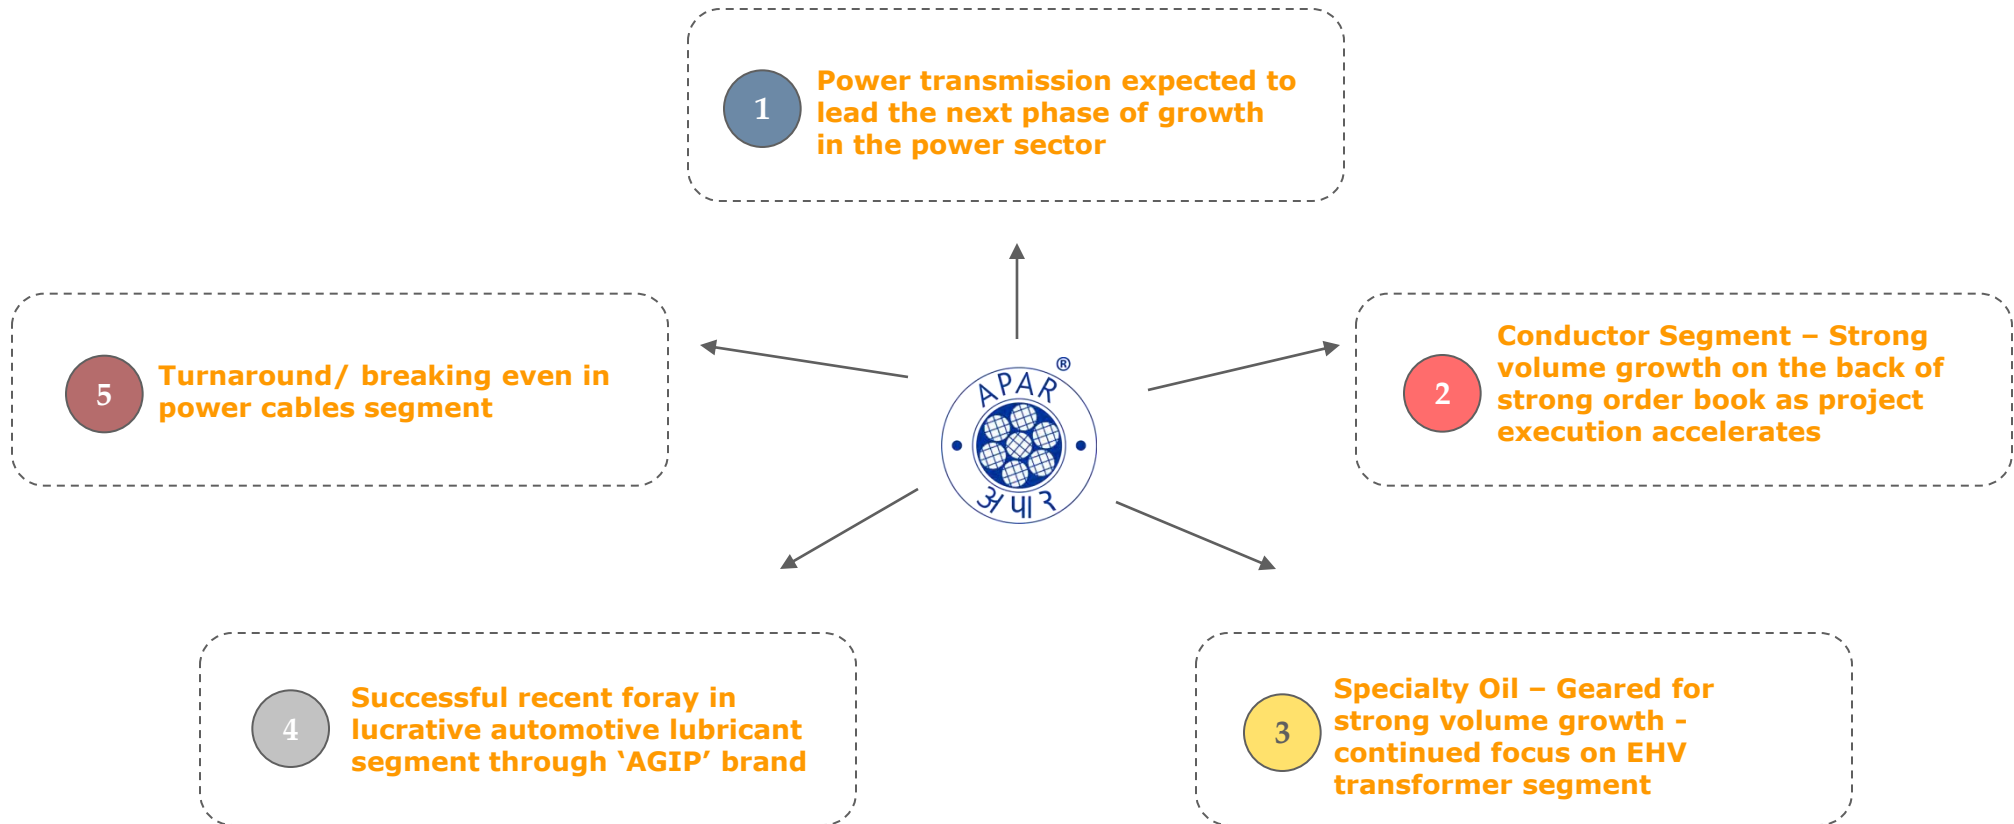 1
Power transmission expected to
lead the next phase of growth
in the power sector
2
Conductor Segment – Strong
volume growth on the back of
strong order book as project
execution accelerates
3
Specialty Oil – Geared for
strong volume growth -
continued focus on EHV
transformer segment
4
Successful recent foray in
lucrative automotive lubricant
segment through ‘AGIP’ brand
5
Turnaround/ breaking even in
power cables segment
®
APAR
अपार